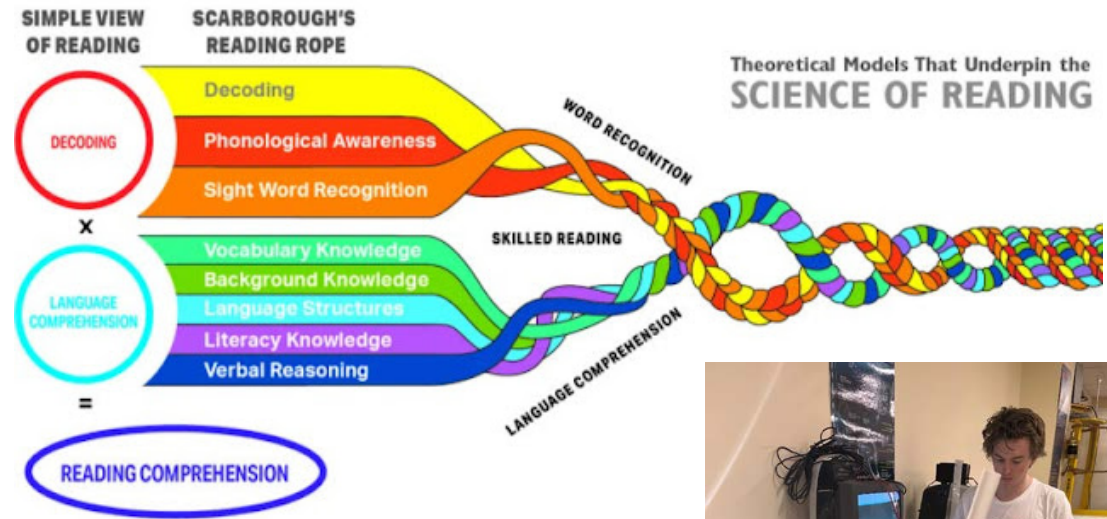 SIMPLE VIEW
OF READING
SCARBOROUGH'S
READING ROPE
Theoretical Models That Underpin the
SCIENCE OF READING
DECODING
x
LANGUAGE
COMPREHENSION
=
READING COMPREHENSION
Decoding
Phonological Awareness
Sight Word Recognition
Vocabulary Knowledge
Background Knowledge
Language Structures
Literacy Knowledge
Verbal Reasoning
WORD RECOGNITION
SKILLED READING
LANGUAGE COMPREHENSION